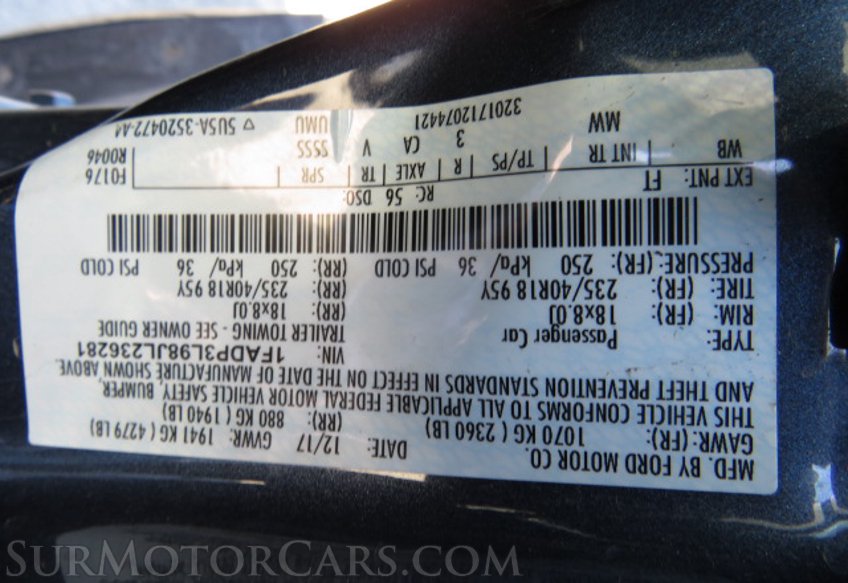 MFD. BY FORD MOTOR CO.
DATE: 12/17 GVWR: 1941 KG ( 4279 LB)
GAWR: (FR): 1070 KG ( 2360 LB) (RR): 880 KG ( 1940 LB)
THIS VEHICLE CONFORMS TO ALL APPLICABLE FEDERAL MOTOR VEHICLE SAFETY, BUMPER,
AND THEFT PREVENTION STANDARDS IN EFFECT ON THE DATE OF MANUFACTURE SHOWN ABOVE.
VIN: 1FADP3L98JL236281
TYPE: Passenger Car TRAILER TOWING - SEE OWNER GUIDE
RIM: (FR): 18x8.0J (RR): 18x8.0J
TIRE: (FR): 235/40R18 95Y (RR): 235/40R18 95Y
PRESSURE: (FR): 250 kPa/ 36 PSI COLD (RR): 250 kPa/ 36 PSI COLD
EXT PNT: FT RC: 56 DSO: F0176
R0046
WB INT TR TP/PS R AXLE TR SPR
MW 3 CA V SSSS
UMU
3201712074421 5USA-3520472-AA
SurMotorCars.com